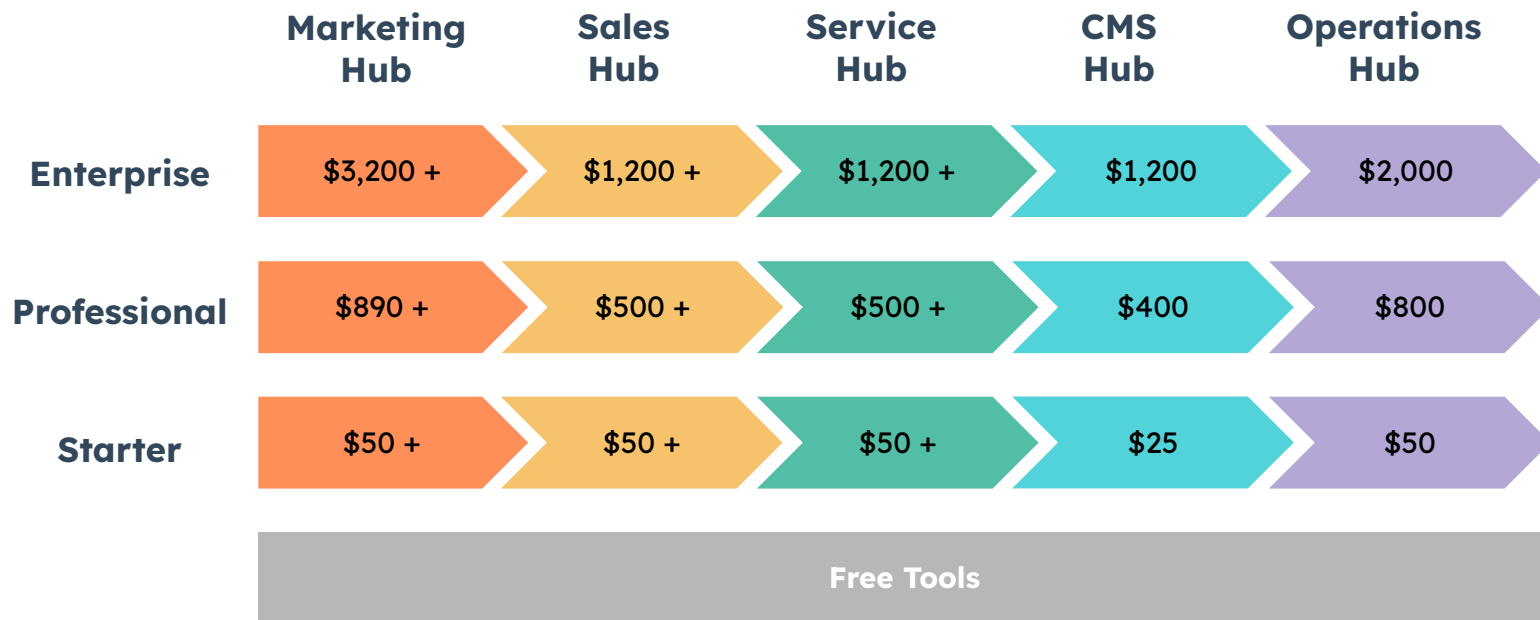 Marketing Hub
Sales Hub
Service Hub
CMS Hub
Operations Hub
Enterprise
$3,200 +
$1,200 +
$1,200 +
$1,200
$2,000
Professional
$890 +
$500 +
$500 +
$400
$800
Starter
$50 +
$50 +
$50 +
$25
$50
Free Tools